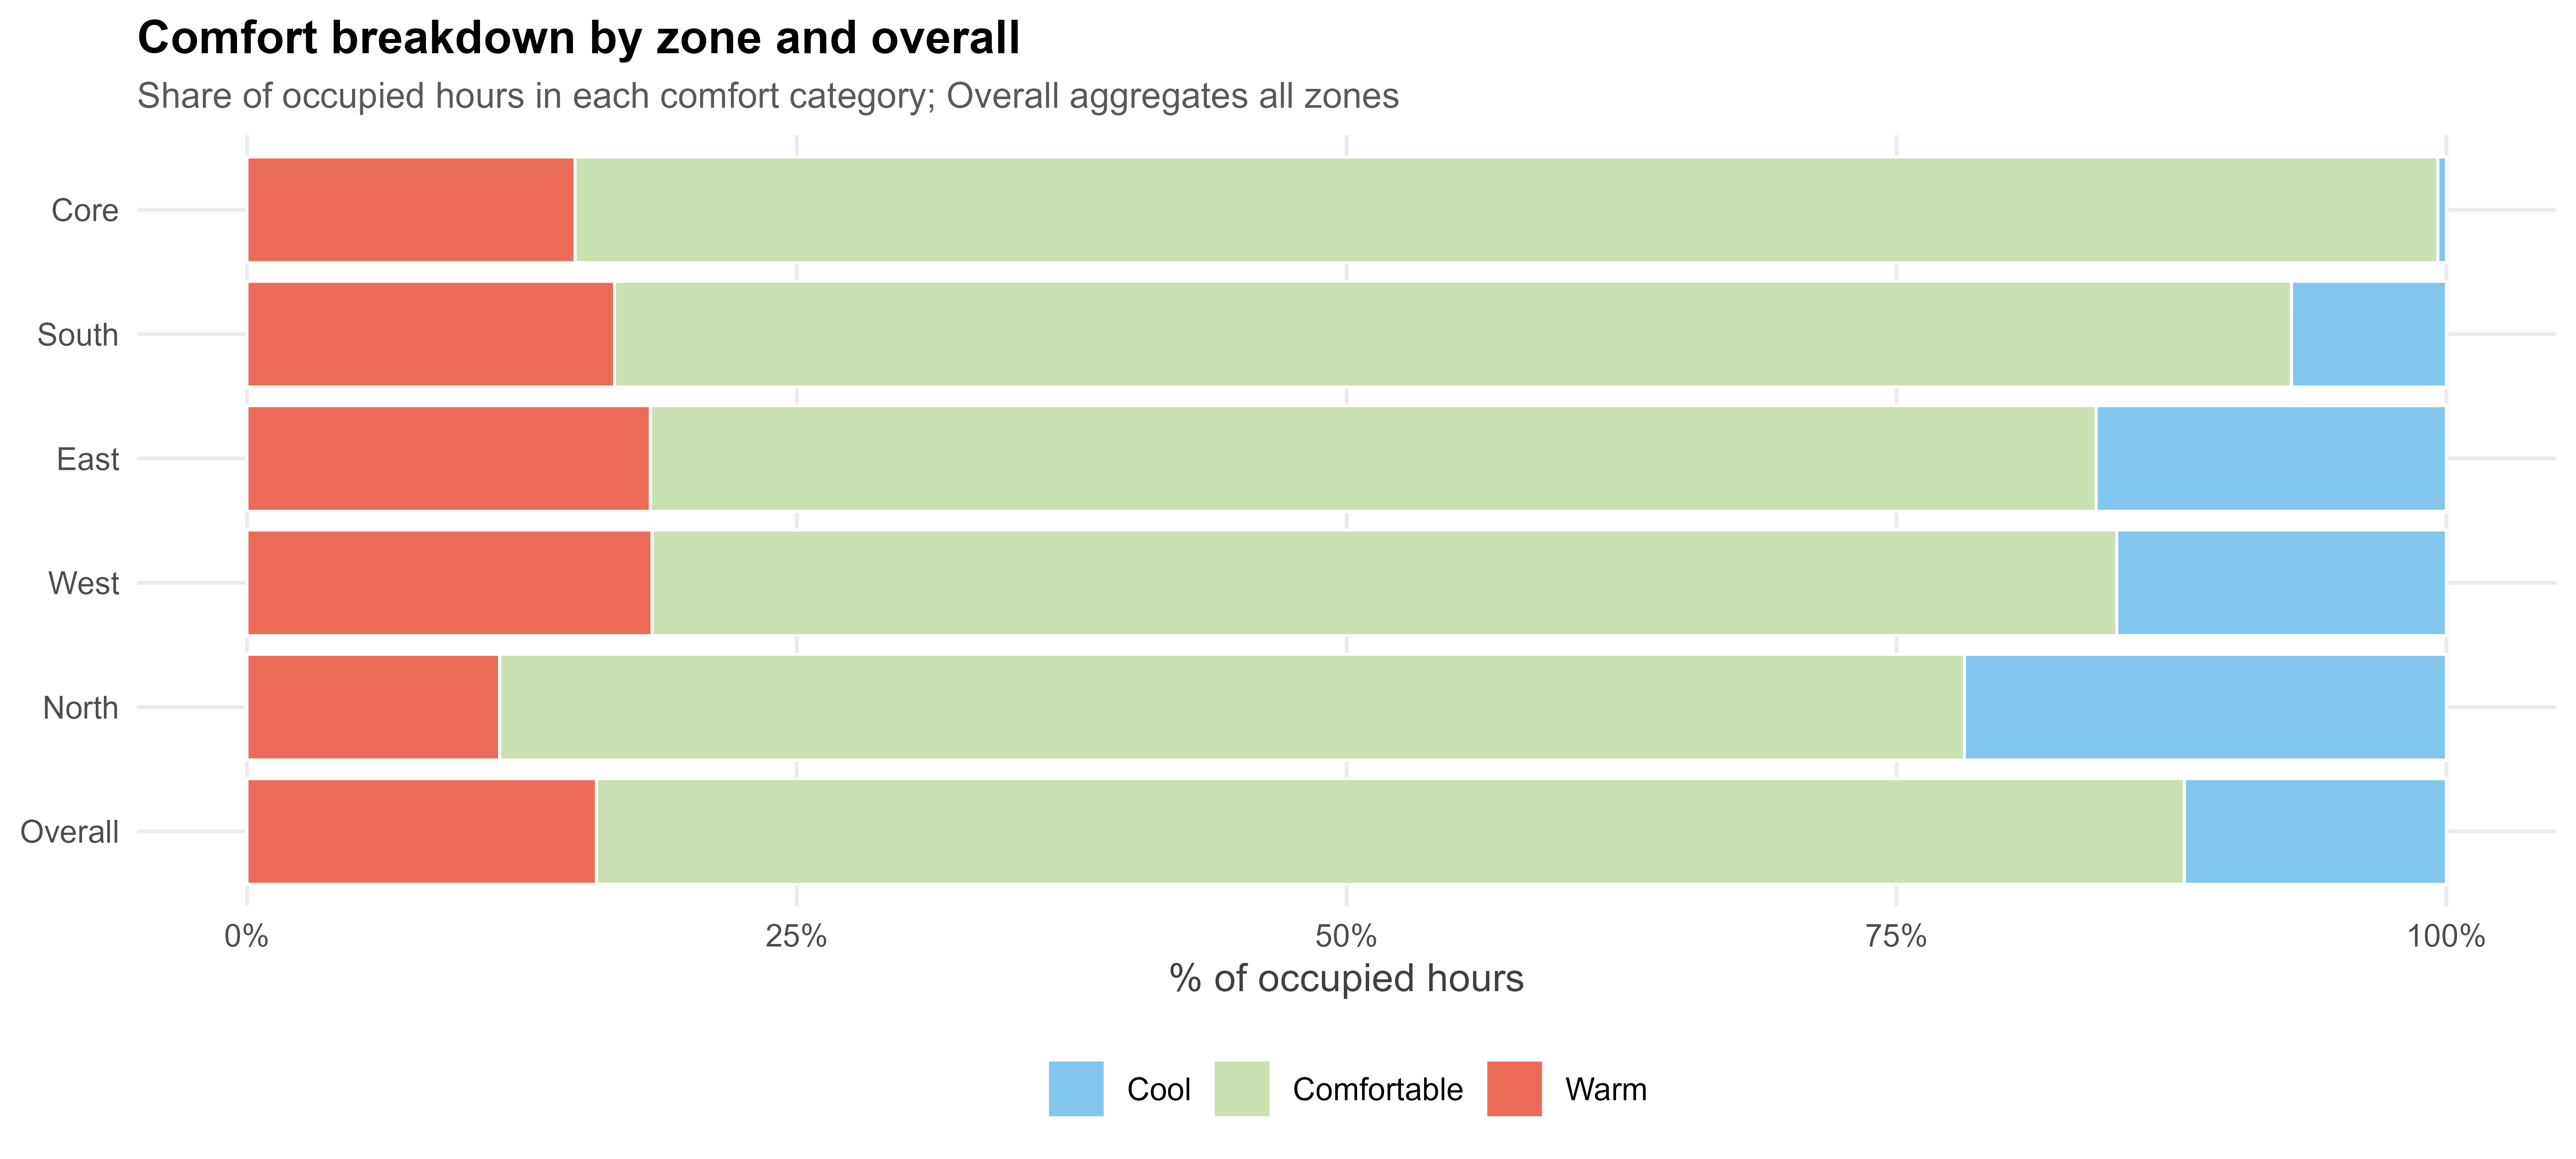 Comfort breakdown by zone and overall
Share of occupied hours in each comfort category; Overall aggregates all zones
Core
South
East
West
North
Overall
0% 25% 50% 75% 100%
% of occupied hours
Cool Comfortable Warm